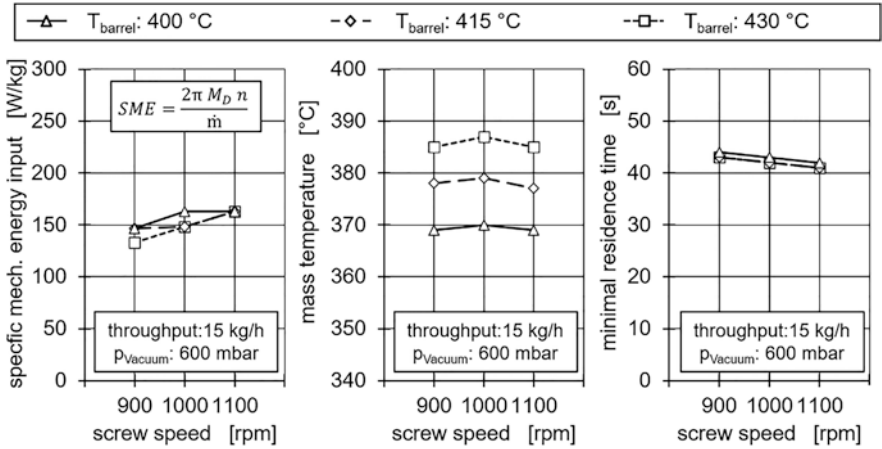 T_barrel: 400 °C   T_barrel: 415 °C   T_barrel: 430 °C
specfic mech. energy input [W/kg]
300
250
200
150
100
50
0
SME = 2π M_D n / ṁ
throughput:15 kg/h
p_Vacuum: 600 mbar
900 1000 1100
screw speed [rpm]
mass temperature [°C]
400
390
380
370
360
350
340
throughput:15 kg/h
p_Vacuum: 600 mbar
900 1000 1100
screw speed [rpm]
minimal residence time [s]
60
50
40
30
20
10
0
throughput:15 kg/h
p_Vacuum: 600 mbar
900 1000 1100
screw speed [rpm]